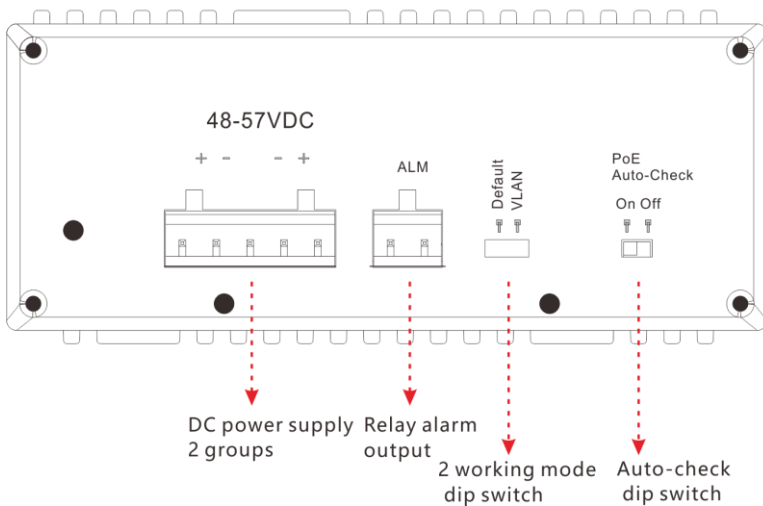 48-57VDC
+ - - +
ALM
Default
VLAN
PoE
Auto-Check
On Off
DC power supply
2 groups
Relay alarm
output
2 working mode
dip switch
Auto-check
dip switch